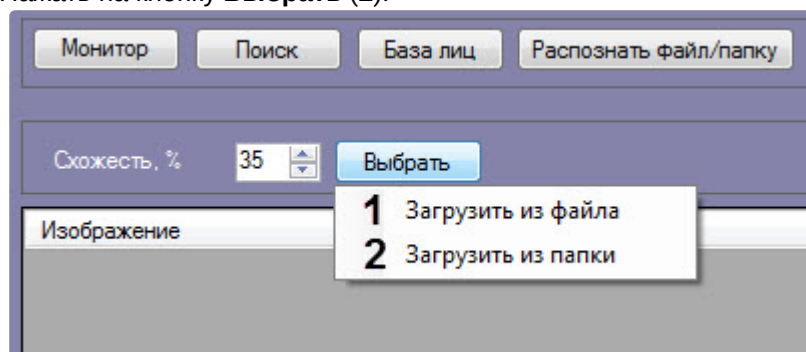 Нажать на кнопку Выбрать (2).
Монитор Поиск База лиц Распознать файл/папку
Схожесть, % 35 Выбрать
1 Загрузить из файла
Изображение
2 Загрузить из папки